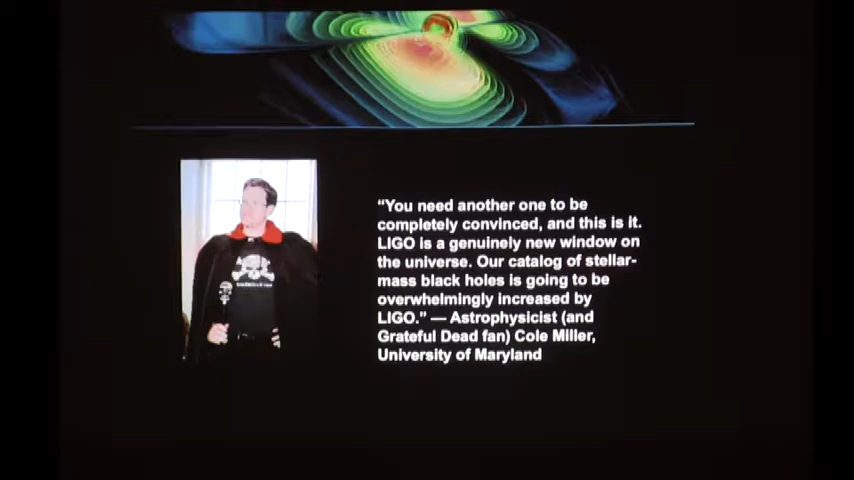 “You need another one to be
completely convinced, and this is it.
LIGO is a genuinely new window on
the universe. Our catalog of stellar-
mass black holes is going to be
overwhelmingly increased by
LIGO.” — Astrophysicist (and
Grateful Dead fan) Cole Miller,
University of Maryland